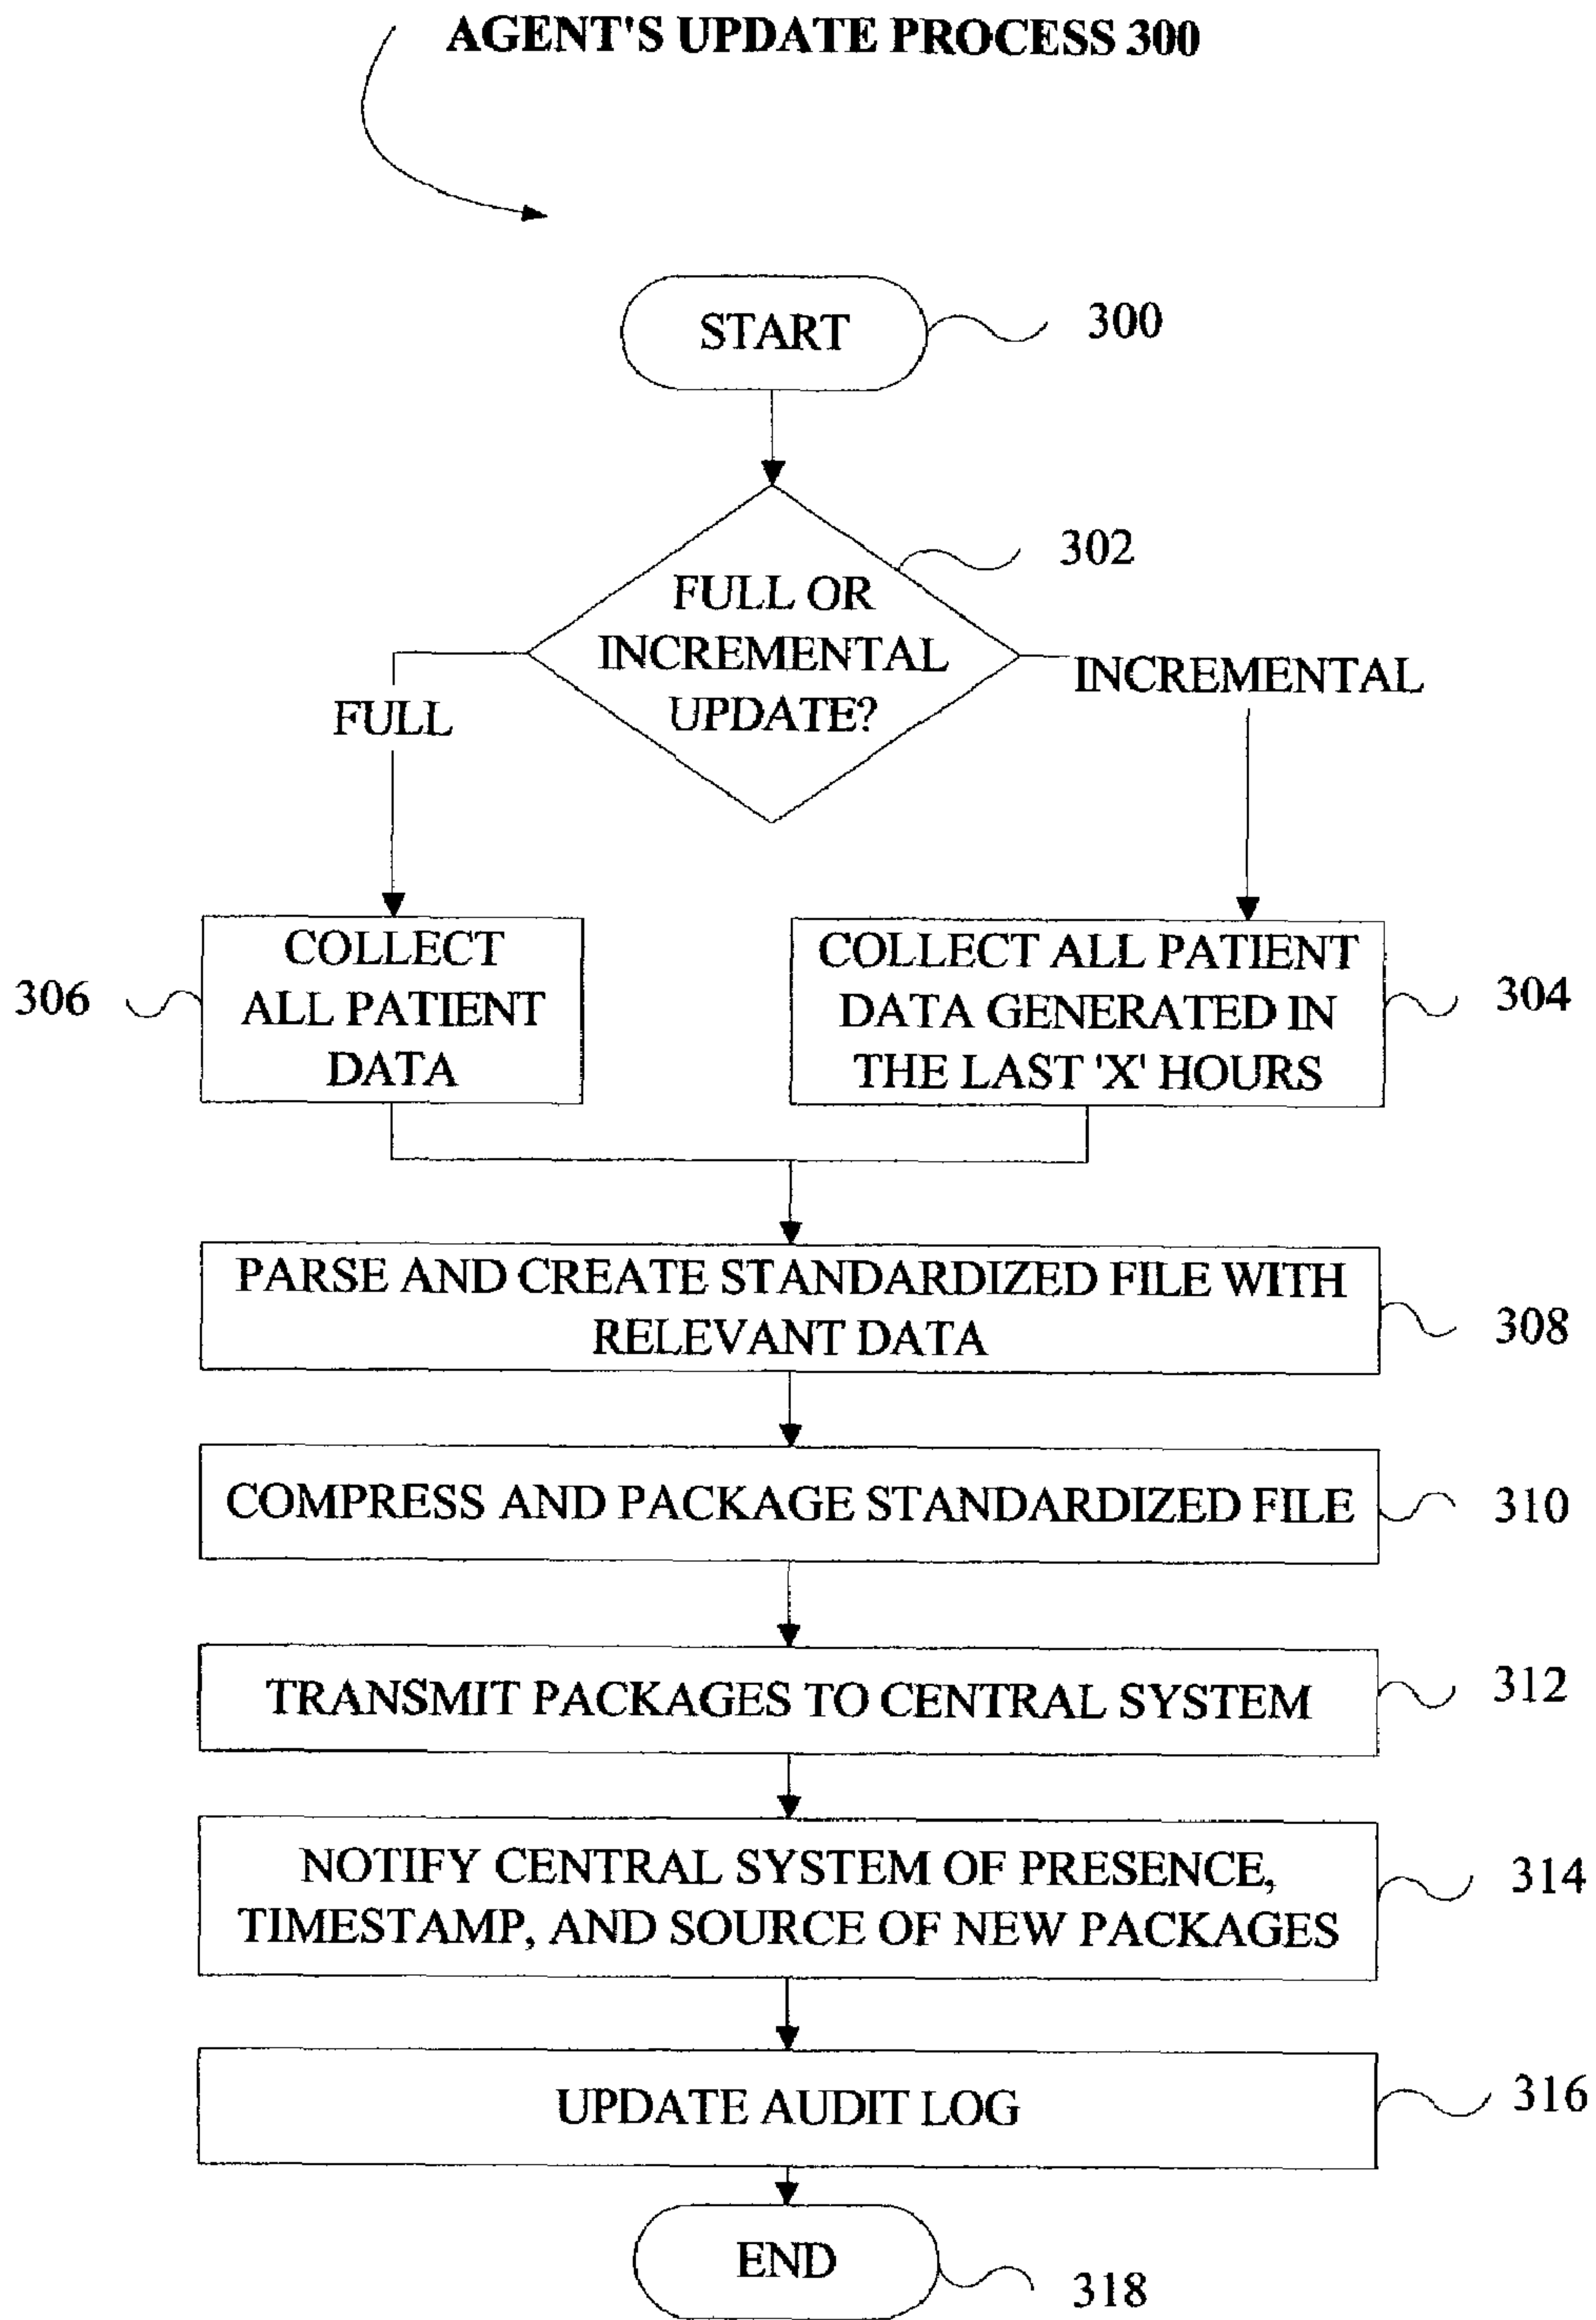 AGENT'S UPDATE PROCESS 300
START
300
302
FULL OR
INCREMENTAL
UPDATE?
FULL
INCREMENTAL
306
COLLECT
ALL PATIENT
DATA
COLLECT ALL PATIENT
DATA GENERATED IN
THE LAST 'X' HOURS
304
PARSE AND CREATE STANDARDIZED FILE WITH
RELEVANT DATA
308
COMPRESS AND PACKAGE STANDARDIZED FILE
310
TRANSMIT PACKAGES TO CENTRAL SYSTEM
312
NOTIFY CENTRAL SYSTEM OF PRESENCE,
TIMESTAMP, AND SOURCE OF NEW PACKAGES
314
UPDATE AUDIT LOG
316
END
318